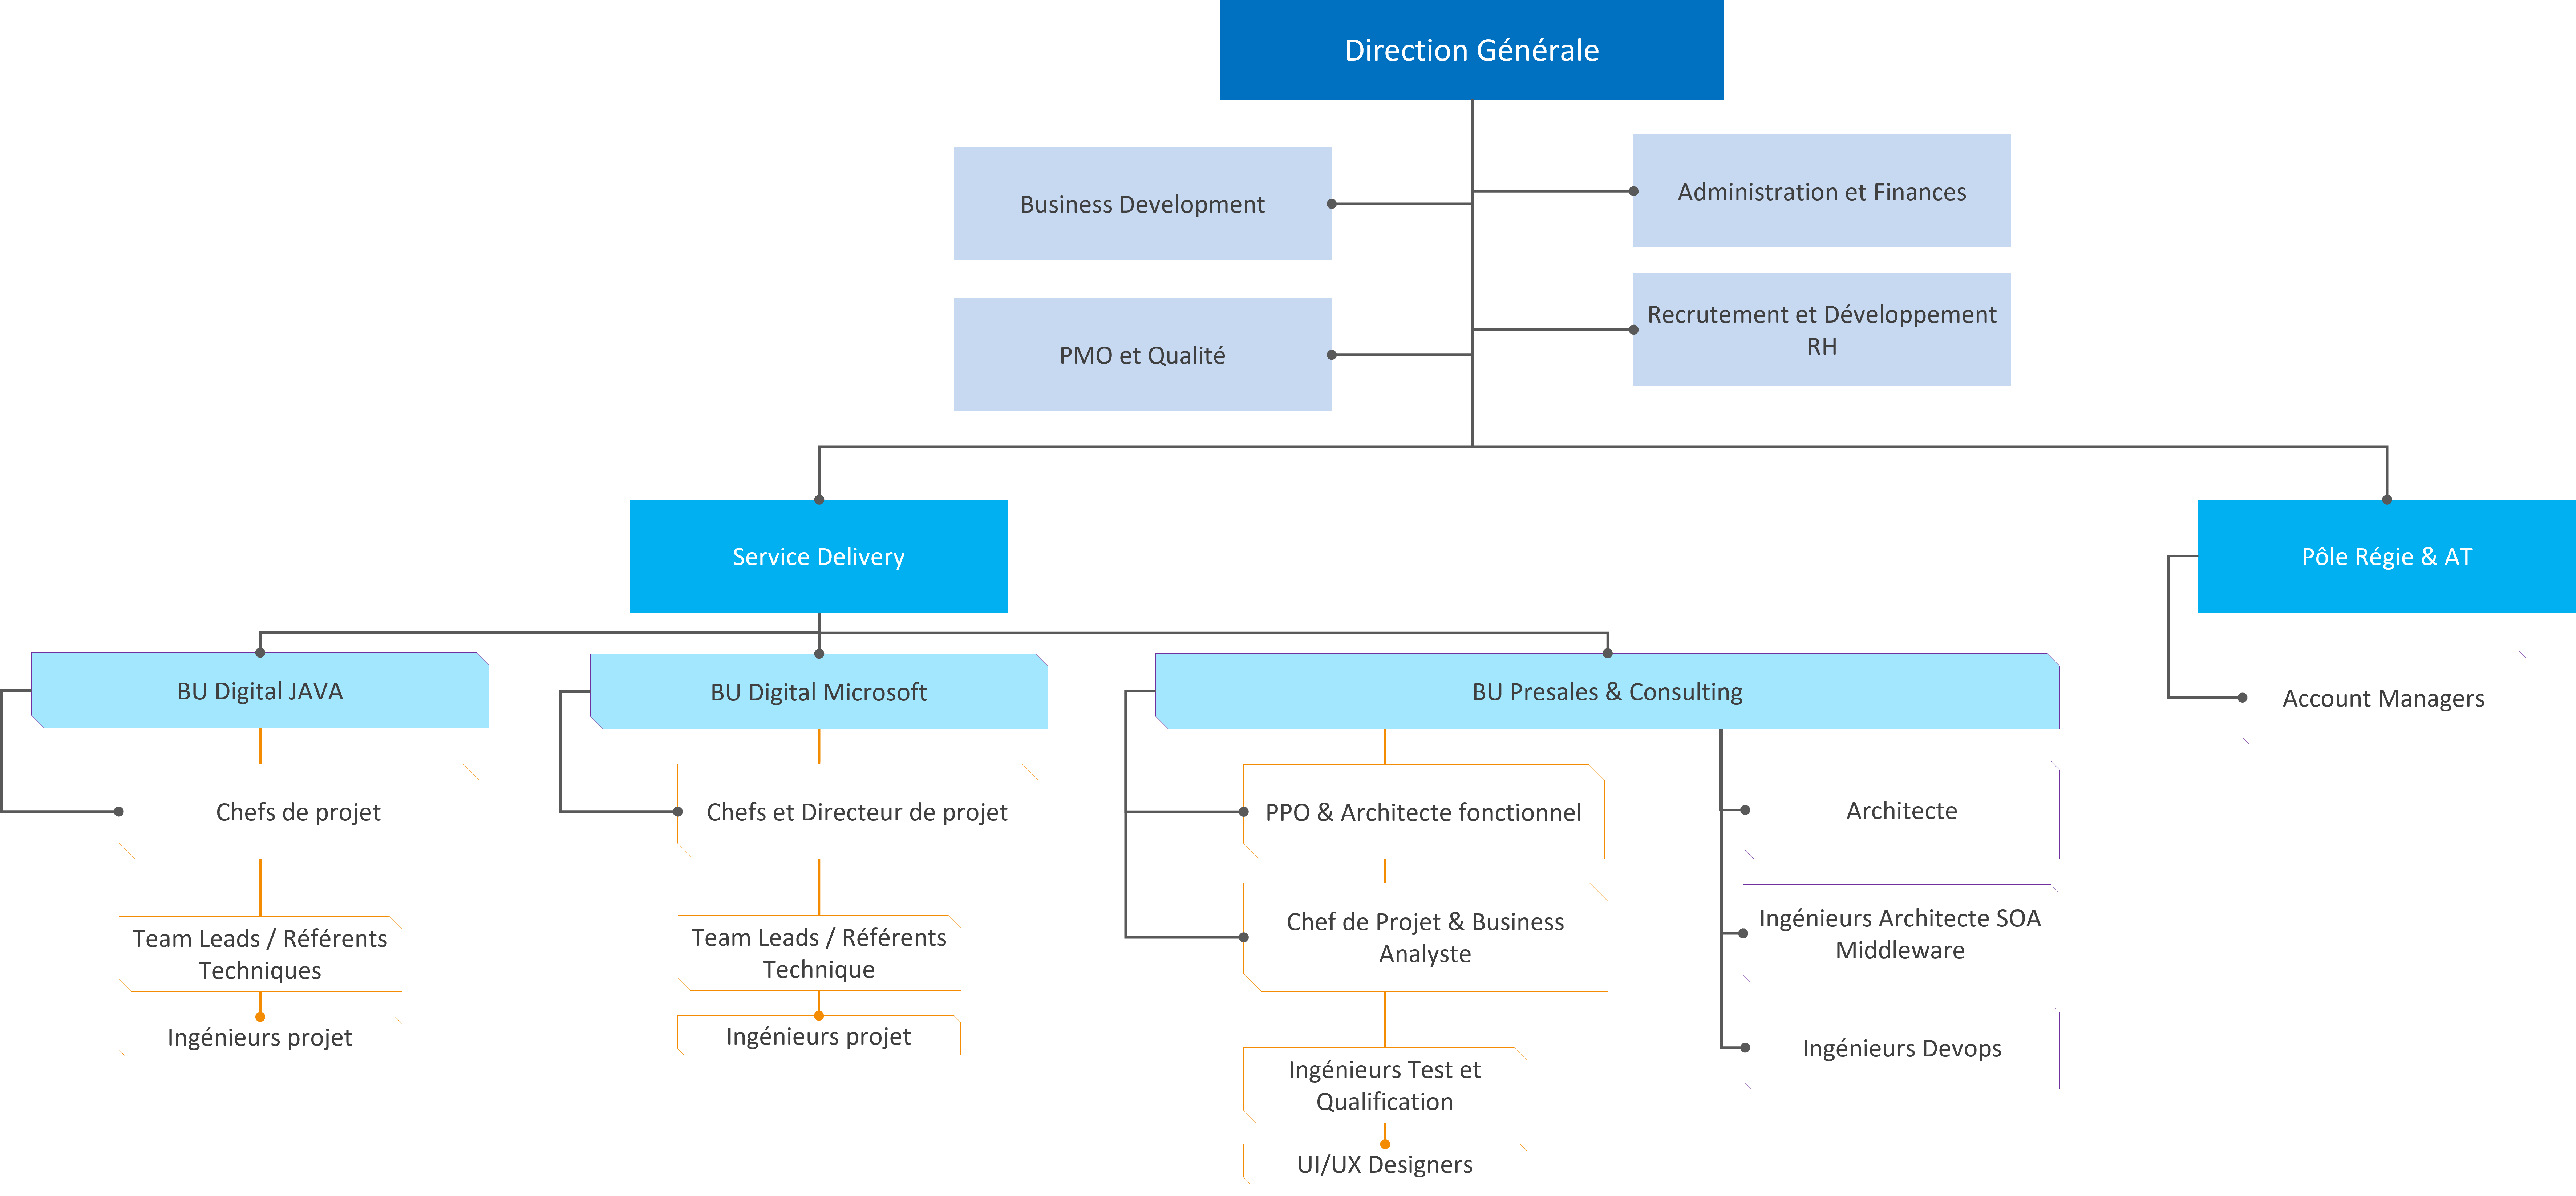 Direction Générale
Business Development
Administration et Finances
PMO et Qualité
Recrutement et Développement
RH
Service Delivery
Pôle Régie & AT
BU Digital JAVA
BU Digital Microsoft
BU Presales & Consulting
Account Managers
Chefs de projet
Chefs et Directeur de projet
PPO & Architecte fonctionnel
Architecte
Team Leads / Référents
Techniques
Team Leads / Référents
Technique
Chef de Projet & Business
Analyste
Ingénieurs Architecte SOA
Middleware
Ingénieurs projet
Ingénieurs projet
Ingénieurs Test et
Qualification
Ingénieurs Devops
UI/UX Designers